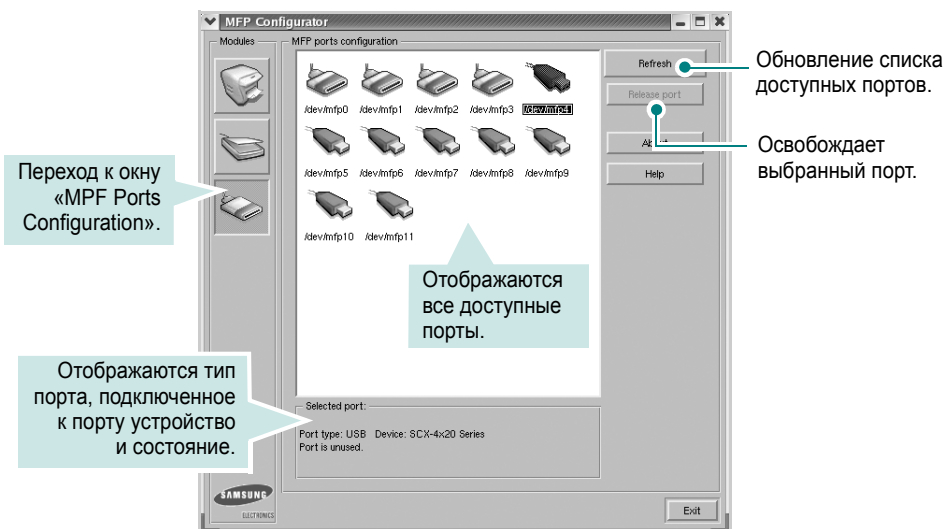 MFP Configurator
Modules
MFP ports configuration
/dev/mfp0 /dev/mfp1 /dev/mfp2 /dev/mfp3 /dev/mfp4
/dev/mfp5 /dev/mfp6 /dev/mfp7 /dev/mfp8 /dev/mfp9
/dev/mfp10 /dev/mfp11
Refresh
Release port
About
Help
Обновление списка
доступных портов.
Освобождает
выбранный порт.
Переход к окну
«MPF Ports
Configuration».
Отображаются
все доступные
порты.
Отображаются тип
порта, подключенное
к порту устройство
и состояние.
Selected port:
Port type: USB Device: SCX-4x20 Series
Port is unused.
SAMSUNG
ELECTRONICS
Exit